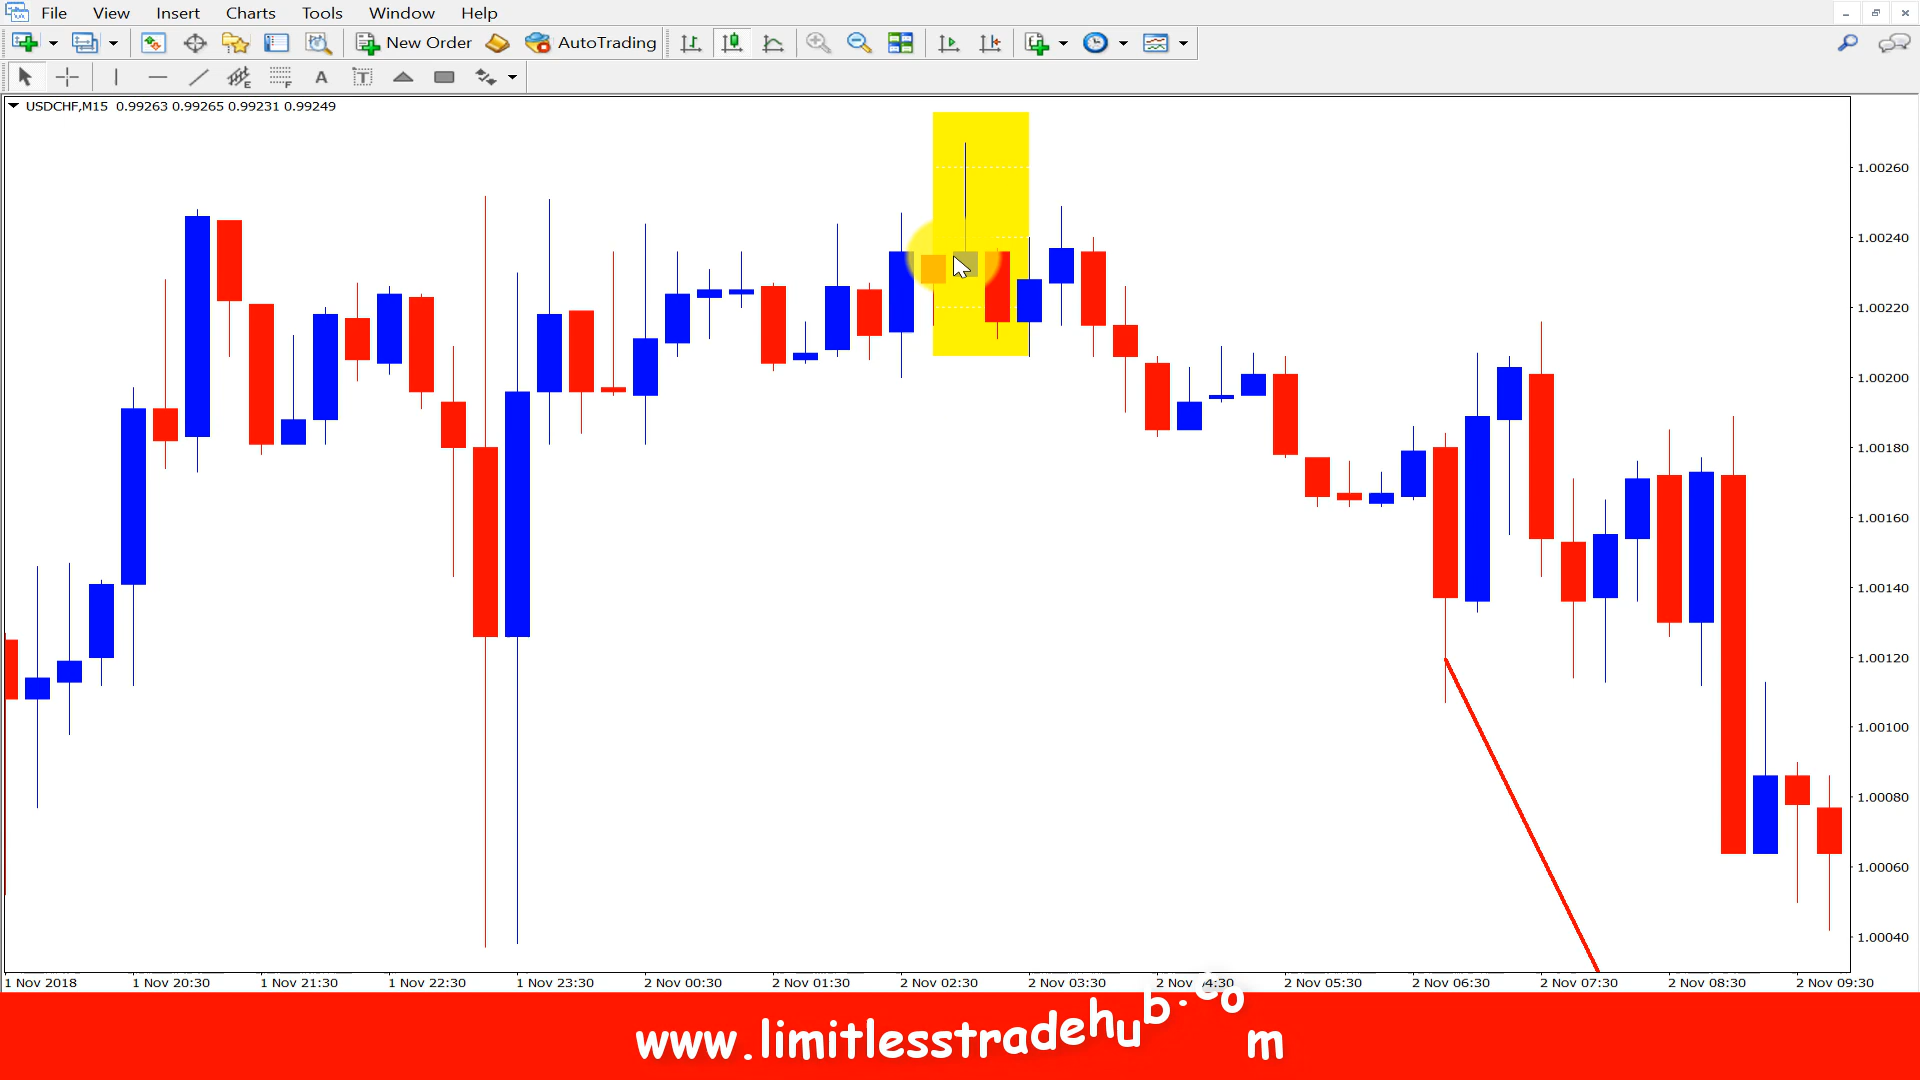 File View Insert Charts Tools Window Help
New Order AutoTrading
E F A T
USDCHF,M15 0.99263 0.99265 0.99231 0.99249
1.00260
1.00240
1.00220
1.00200
1.00180
1.00160
1.00140
1.00120
1.00100
1.00080
1.00060
1.00040
1 Nov 2018 1 Nov 20:30 1 Nov 21:30 1 Nov 22:30 1 Nov 23:30 2 Nov 00:30 2 Nov 01:30 2 Nov 02:30 2 Nov 03:30 2 Nov 04:30 2 Nov 05:30 2 Nov 06:30 2 Nov 07:30 2 Nov 08:30 2 Nov 09:30
www.limitlesstradehub.com